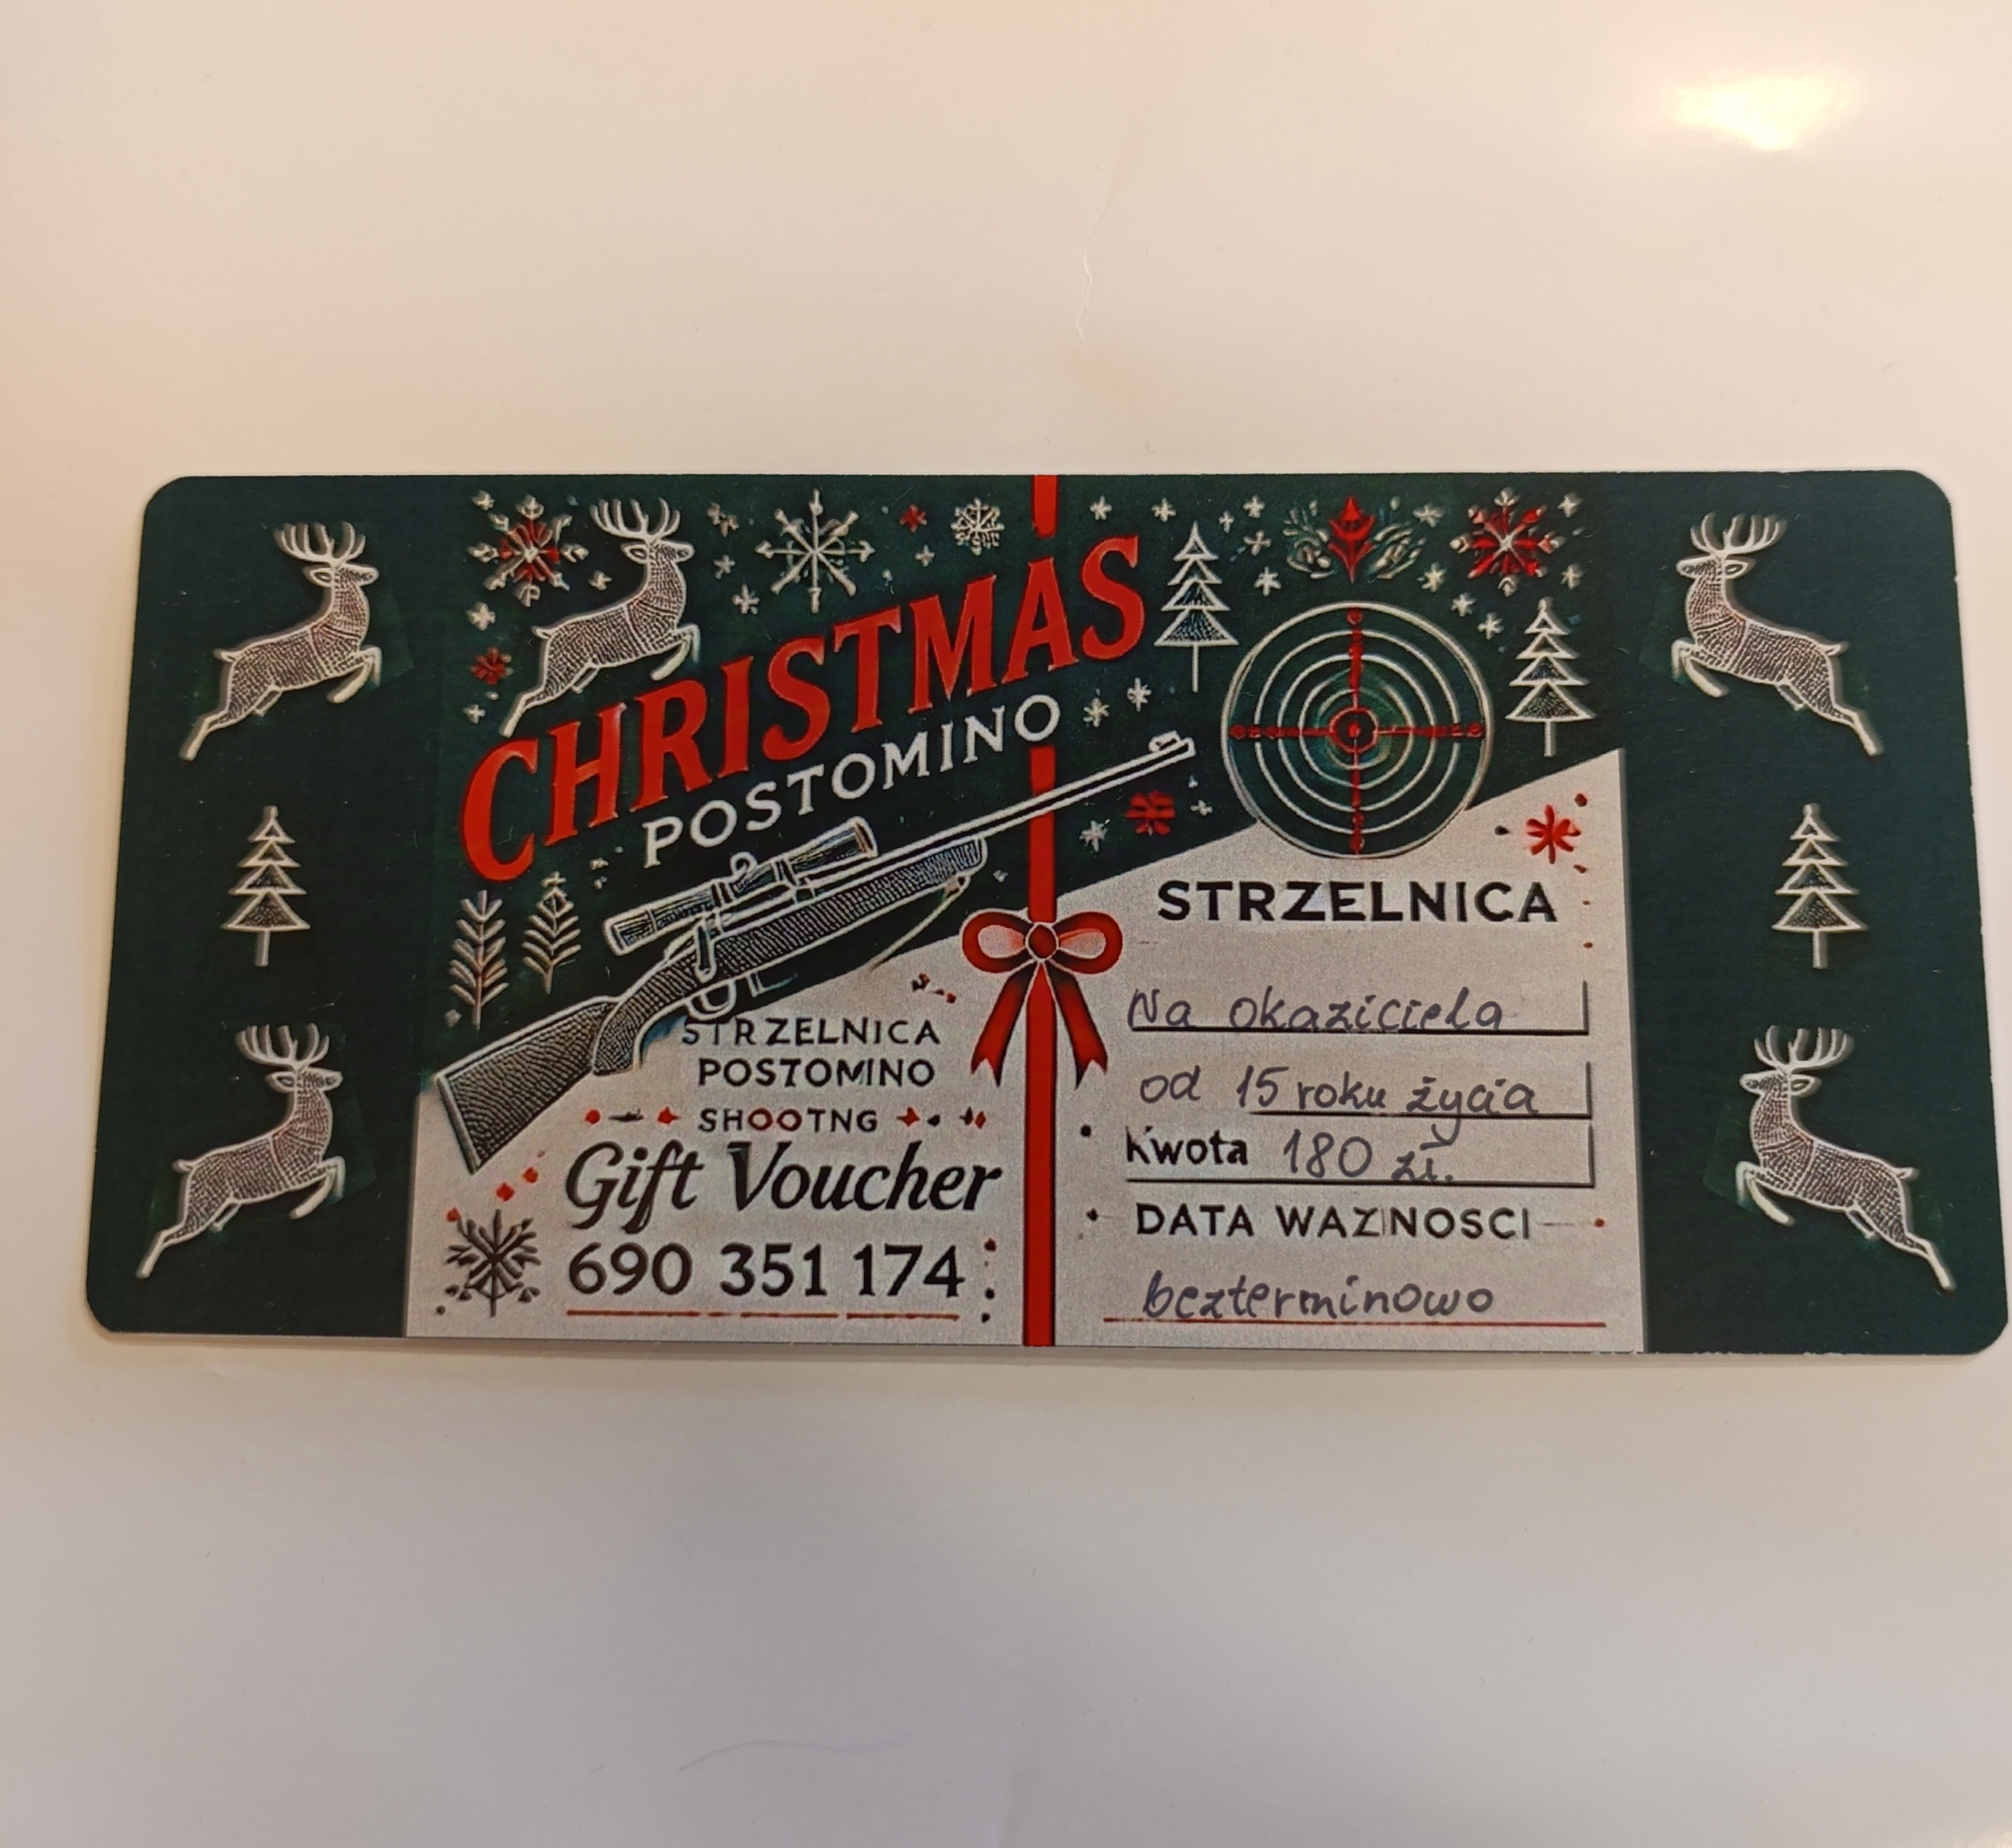 CHRISTMAS
POSTOMINO
STRZELNICA
POSTOMINO
SHOOTNG
Gift Voucher
690 351 174
STRZELNICA
Na okaziciela
od 15 roku życia
Kwota 180 zł.
DATA WAZNOSCI
bezterminowo